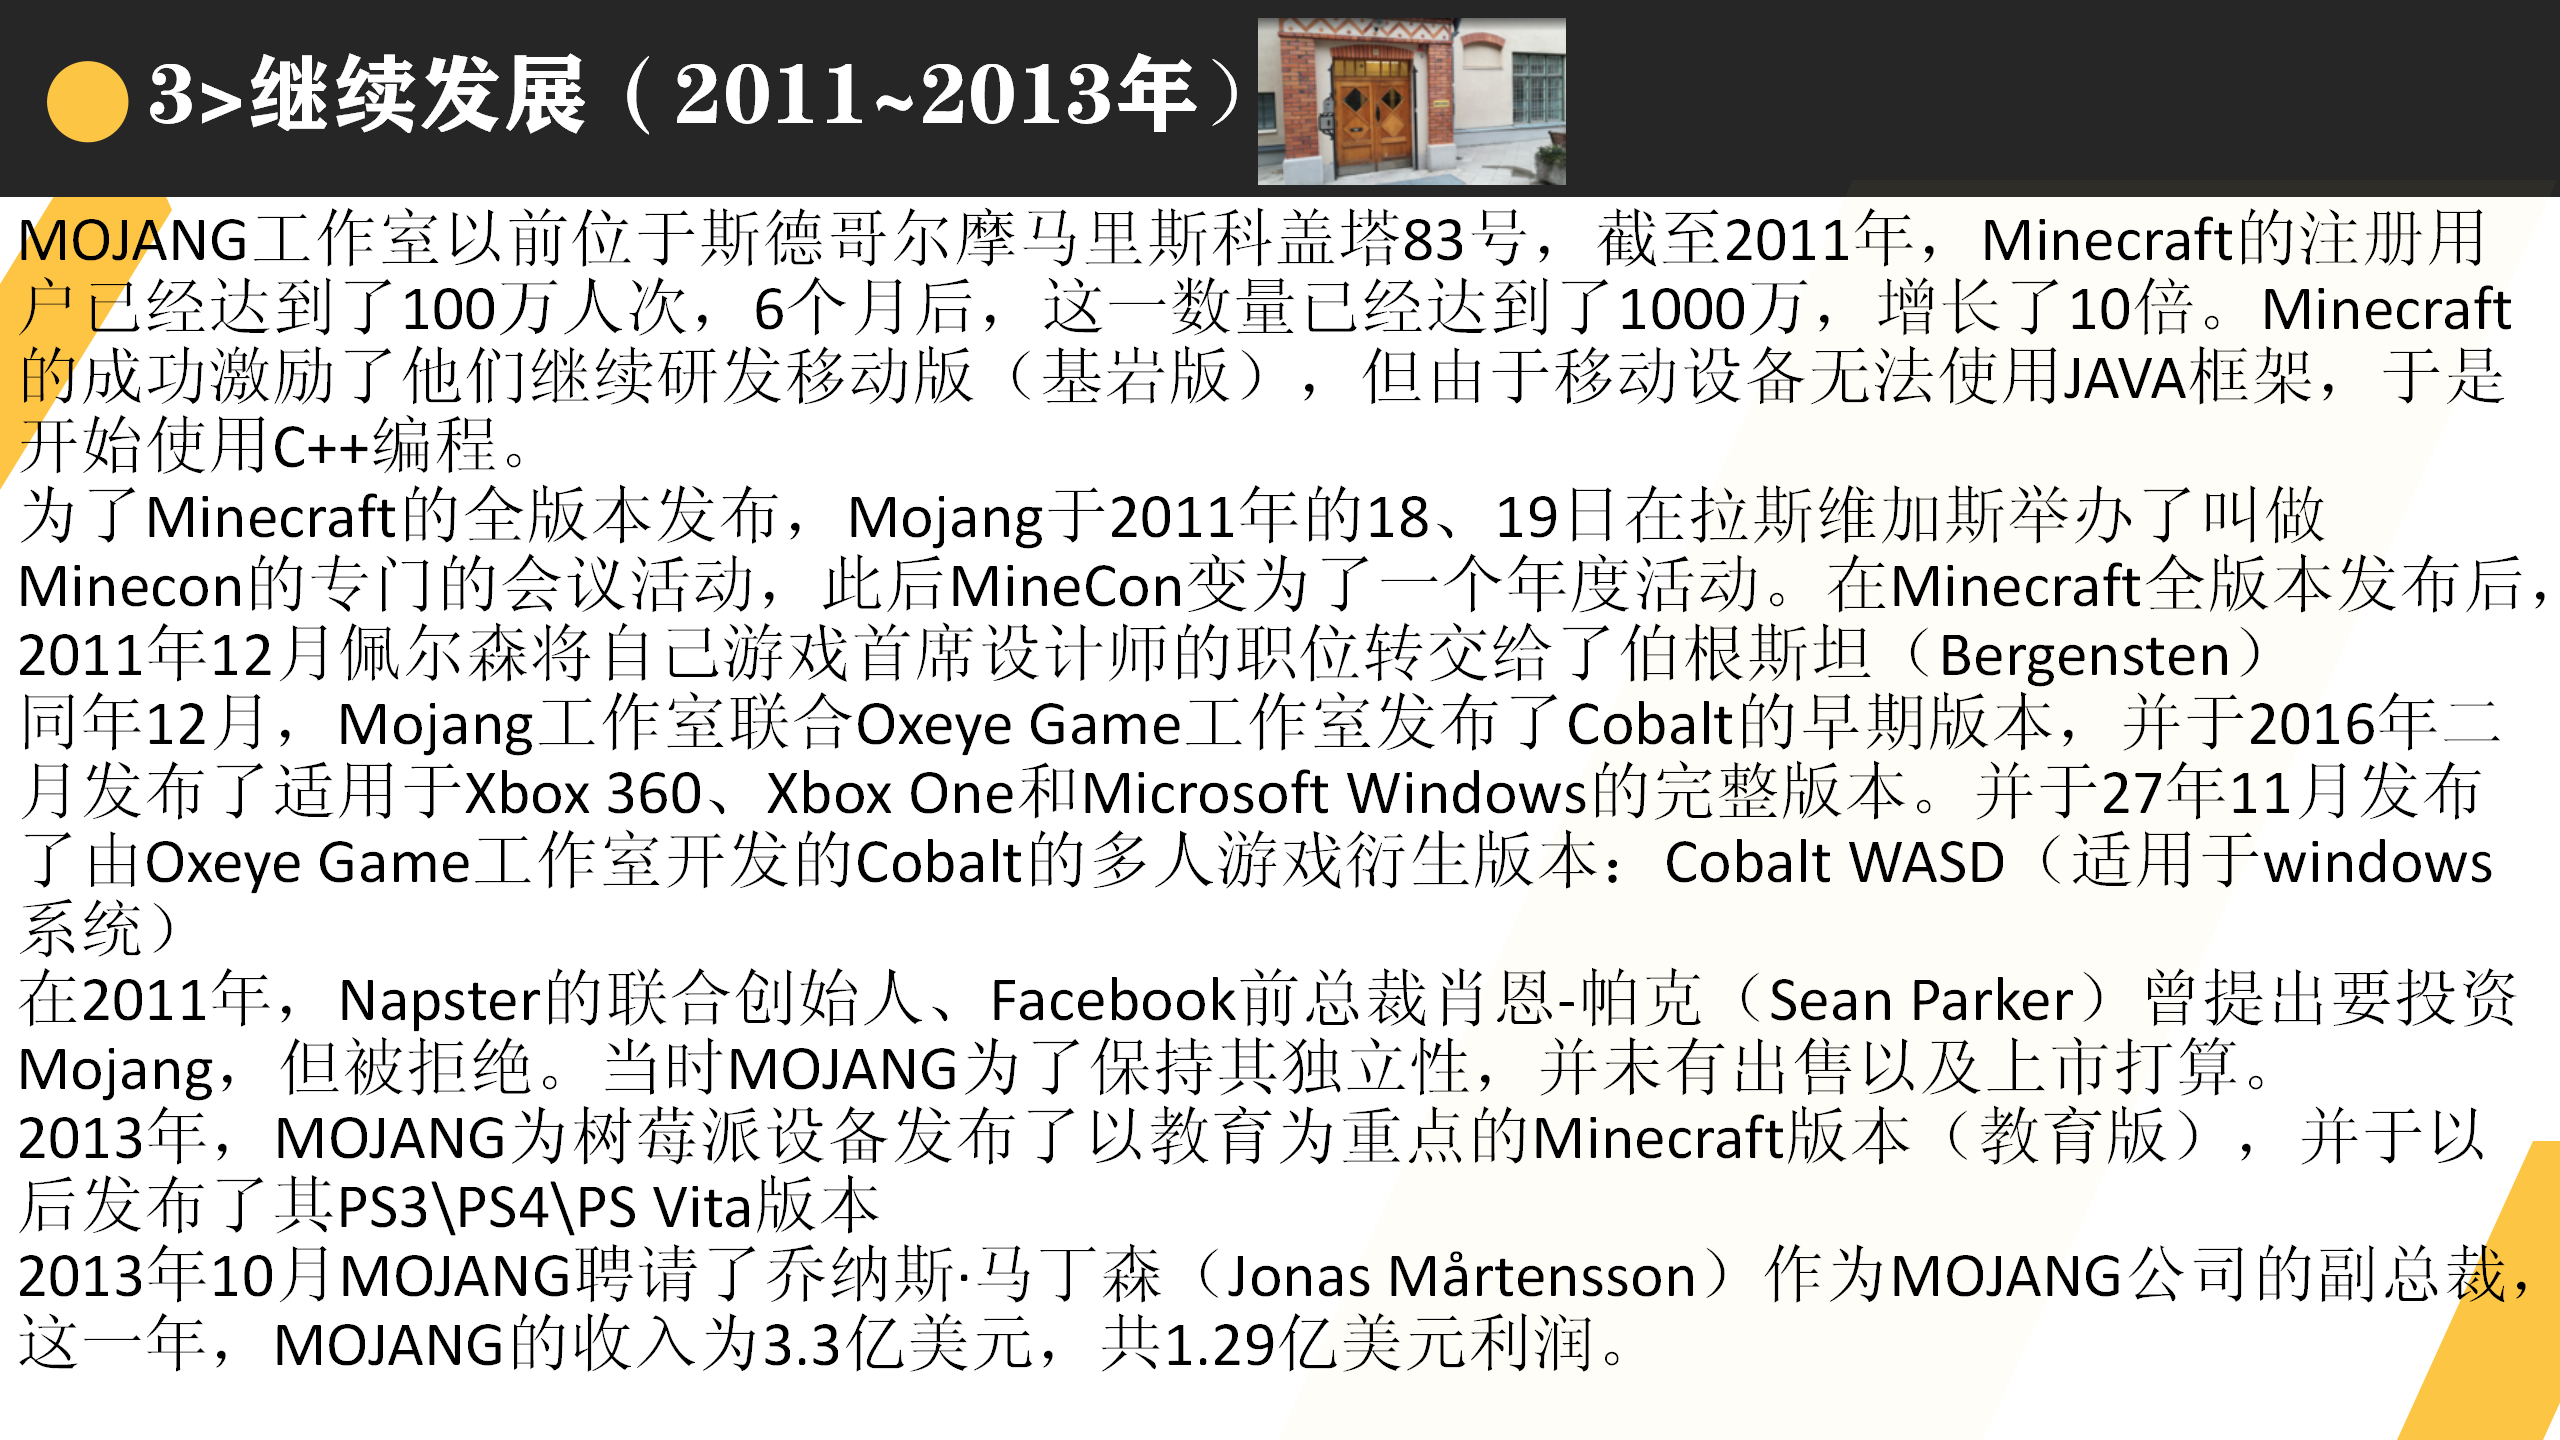 3>继续发展（2011~2013年）
MOJANG工作室以前位于斯德哥尔摩马里斯科盖塔83号，截至2011年，Minecraft的注册用
户已经达到了100万人次，6个月后，这一数量已经达到了1000万，增长了10倍。Minecraft
的成功激励了他们继续研发移动版（基岩版），但由于移动设备无法使用JAVA框架，于是
开始使用C++编程。
为了Minecraft的全版本发布，Mojang于2011年的18、19日在拉斯维加斯举办了叫做
Minecon的专门的会议活动，此后MineCon变为了一个年度活动。在Minecraft全版本发布后，
2011年12月佩尔森将自己游戏首席设计师的职位转交给了伯根斯坦（Bergensten）
同年12月，Mojang工作室联合Oxeye Game工作室发布了Cobalt的早期版本，并于2016年二
月发布了适用于Xbox 360、Xbox One和Microsoft Windows的完整版本。并于27年11月发布
了由Oxeye Game工作室开发的Cobalt的多人游戏衍生版本：Cobalt WASD（适用于windows
系统）
在2011年，Napster的联合创始人、Facebook前总裁肖恩-帕克（Sean Parker）曾提出要投资
Mojang，但被拒绝。当时MOJANG为了保持其独立性，并未有出售以及上市打算。
2013年，MOJANG为树莓派设备发布了以教育为重点的Minecraft版本（教育版），并于以
后发布了其PS3\PS4\PS Vita版本
2013年10月MOJANG聘请了乔纳斯·马丁森（Jonas Mårtensson）作为MOJANG公司的副总裁，
这一年，MOJANG的收入为3.3亿美元，共1.29亿美元利润。